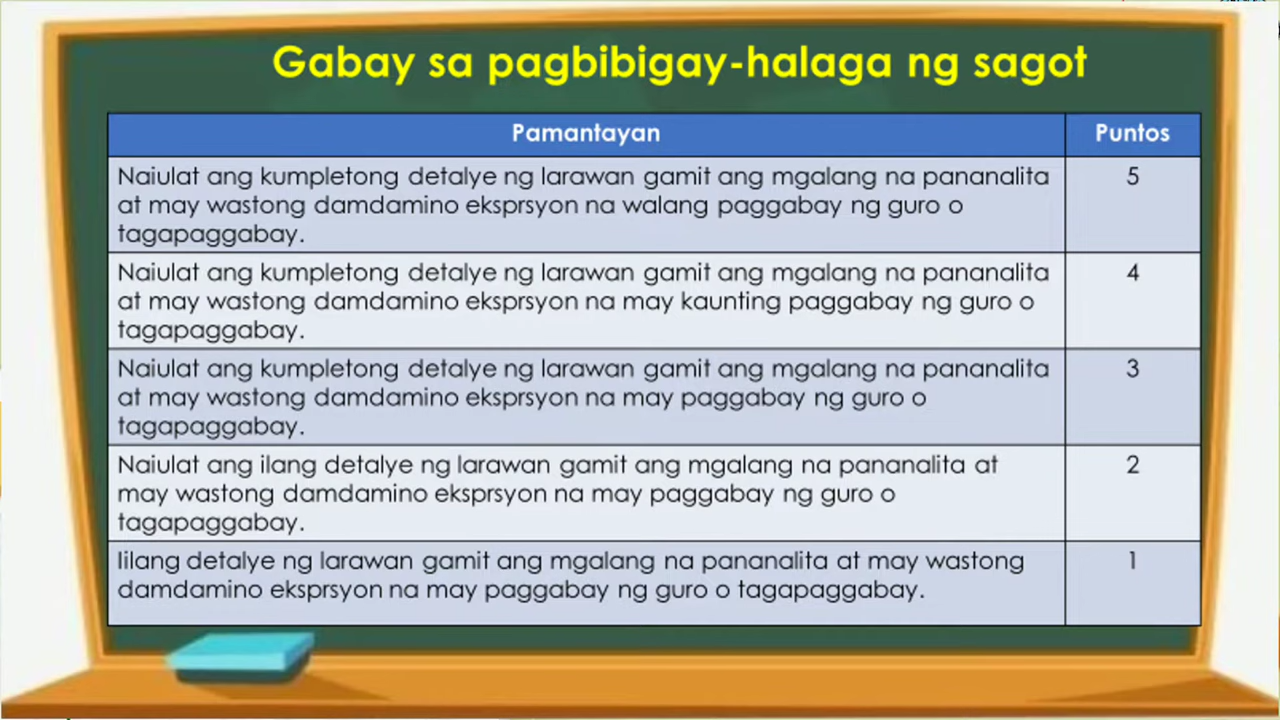 Gabay sa pagbibigay-halaga ng sagot
Pamantayan
Puntos
Naiulat ang kumpletong detalye ng larawan gamit ang mgalang na pananalita
at may wastong damdamino eksprsyon na walang paggabay ng guro o
tagapaggabay.
5
Naiulat ang kumpletong detalye ng larawan gamit ang mgalang na pananalita
at may wastong damdamino eksprsyon na may kaunting paggabay ng guro o
tagapaggabay.
4
Naiulat ang kumpletong detalye ng larawan gamit ang mgalang na pananalita
at may wastong damdamino eksprsyon na may paggabay ng guro o
tagapaggabay.
3
Naiulat ang ilang detalye ng larawan gamit ang mgalang na pananalita at
may wastong damdamino eksprsyon na may paggabay ng guro o
tagapaggabay.
2
Iilang detalye ng larawan gamit ang mgalang na pananalita at may wastong
damdamino eksprsyon na may paggabay ng guro o tagapaggabay.
1